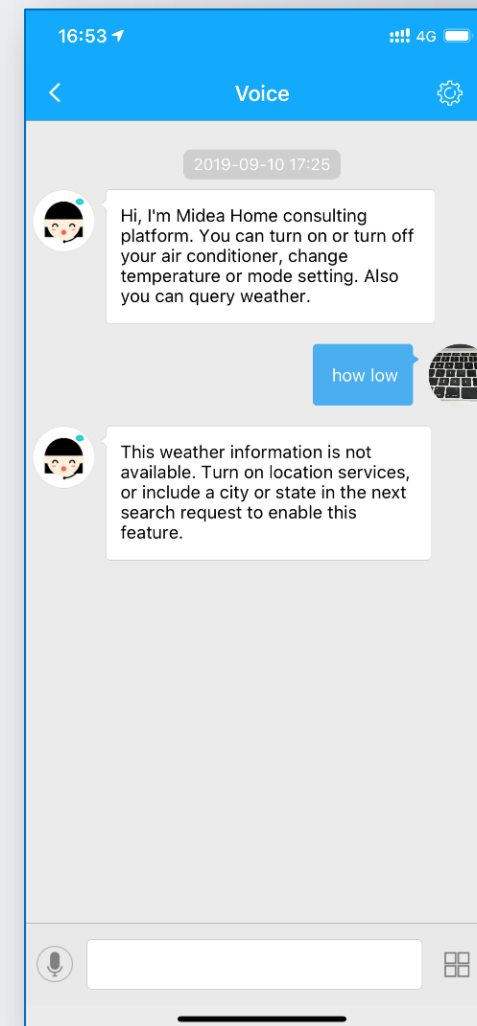 16:53
4G
Voice
2019-09-10 17:25
Hi, I'm Midea Home consulting
platform. You can turn on or turn off
your air conditioner, change
temperature or mode setting. Also
you can query weather.
how low
This weather information is not
available. Turn on location services,
or include a city or state in the next
search request to enable this
feature.